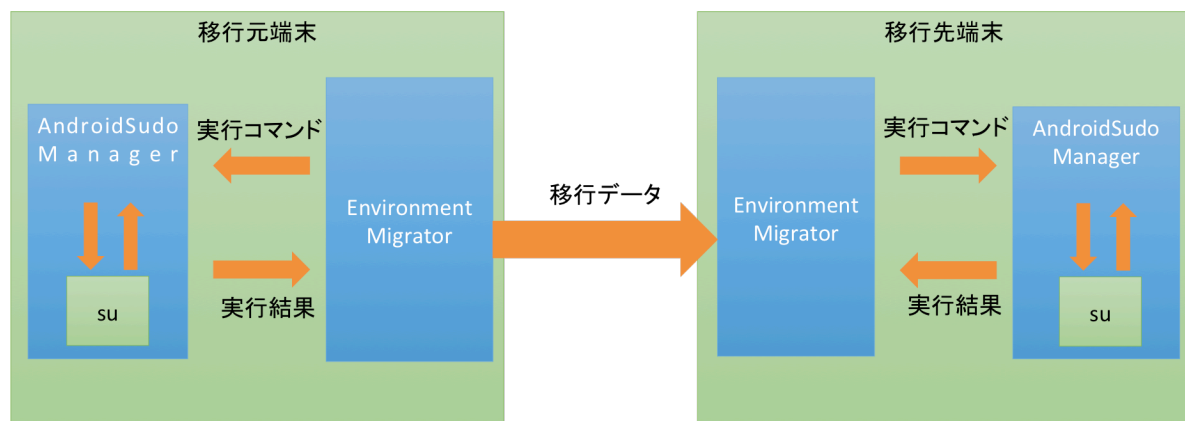 移行元端末
AndroidSudo
Manager
su
実行コマンド
実行結果
Environment
Migrator
移行データ
移行先端末
Environment
Migrator
実行コマンド
実行結果
AndroidSudo
Manager
su